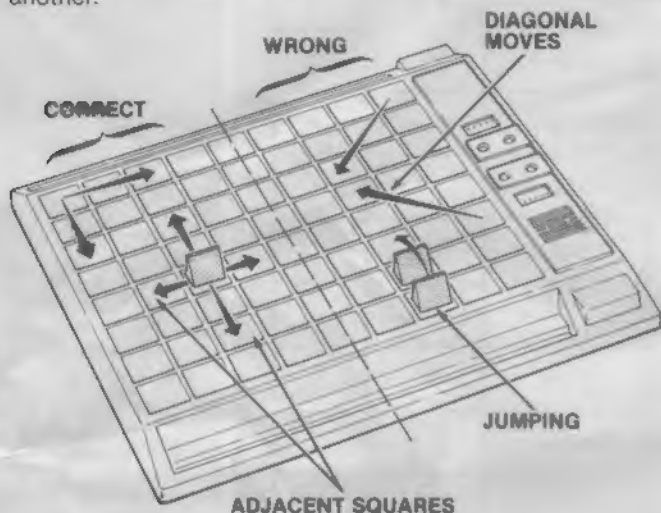 another.
DIAGONAL
MOVES
WRONG
CORRECT
JUMPING
ADJACENT SQUARES